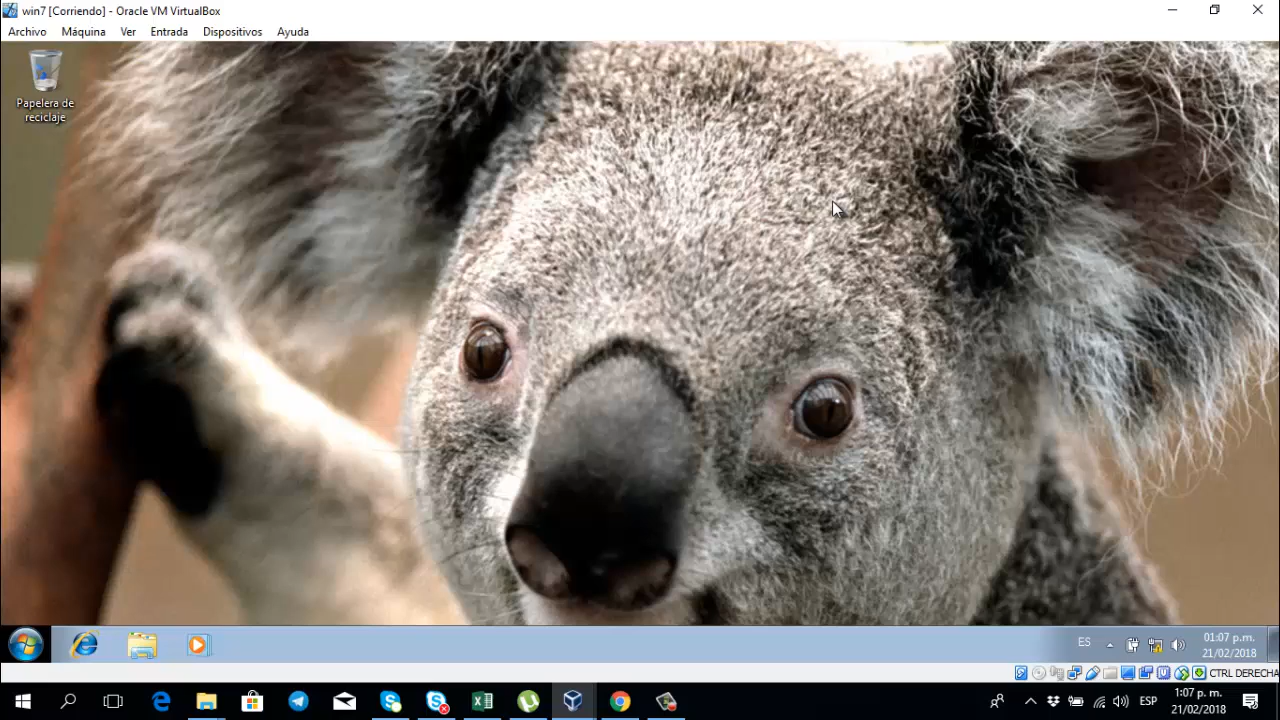 win7 [Corriendo] - Oracle VM VirtualBox
Archivo Máquina Ver Entrada Dispositivos Ayuda
Papelera de
reciclaje
ES
01:07 p.m.
21/02/2018
CTRL DERECHA
ESP
1:07 p. m.
21/02/2018